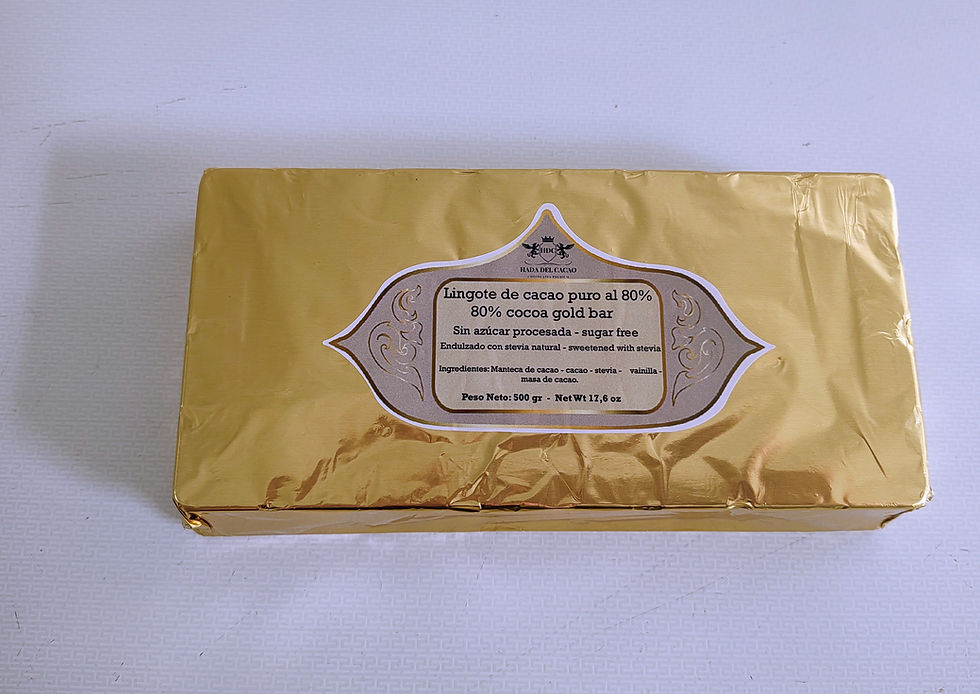 HDC
HADA DEL CACAO
CHOCOLATES PREMIUM
Lingote de cacao puro al 80%
80% cocoa gold bar
Sin azúcar procesada - sugar free
Endulzado con stevia natural - sweetened with stevia
Ingredientes: Manteca de cacao - cacao - stevia - vainilla -
masa de cacao.
Peso Neto: 500 gr - Net Wt 17,6 oz